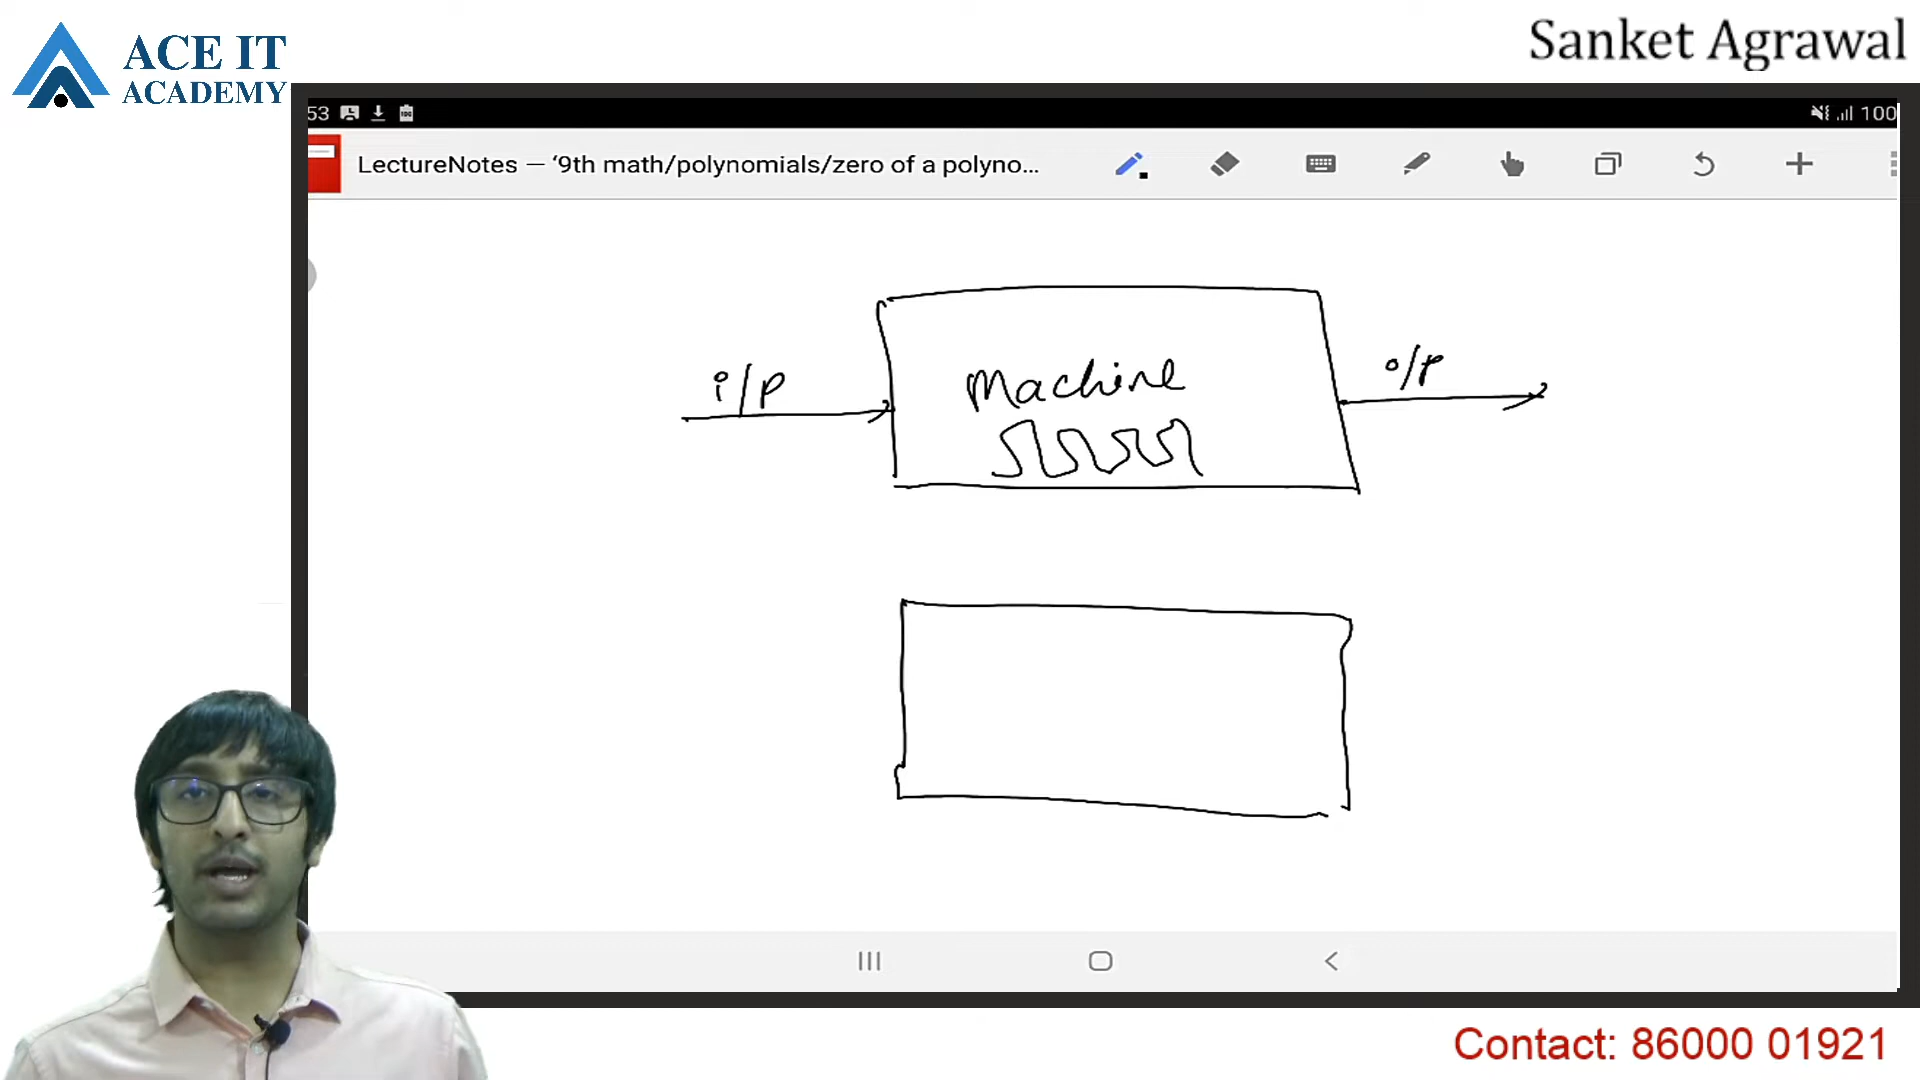 ACE IT
ACADEMY
Sanket Agrawal
53
100
LectureNotes — ‘9th math/polynomials/zero of a polyno...
i/p
Machine
o/p
Contact: 86000 01921